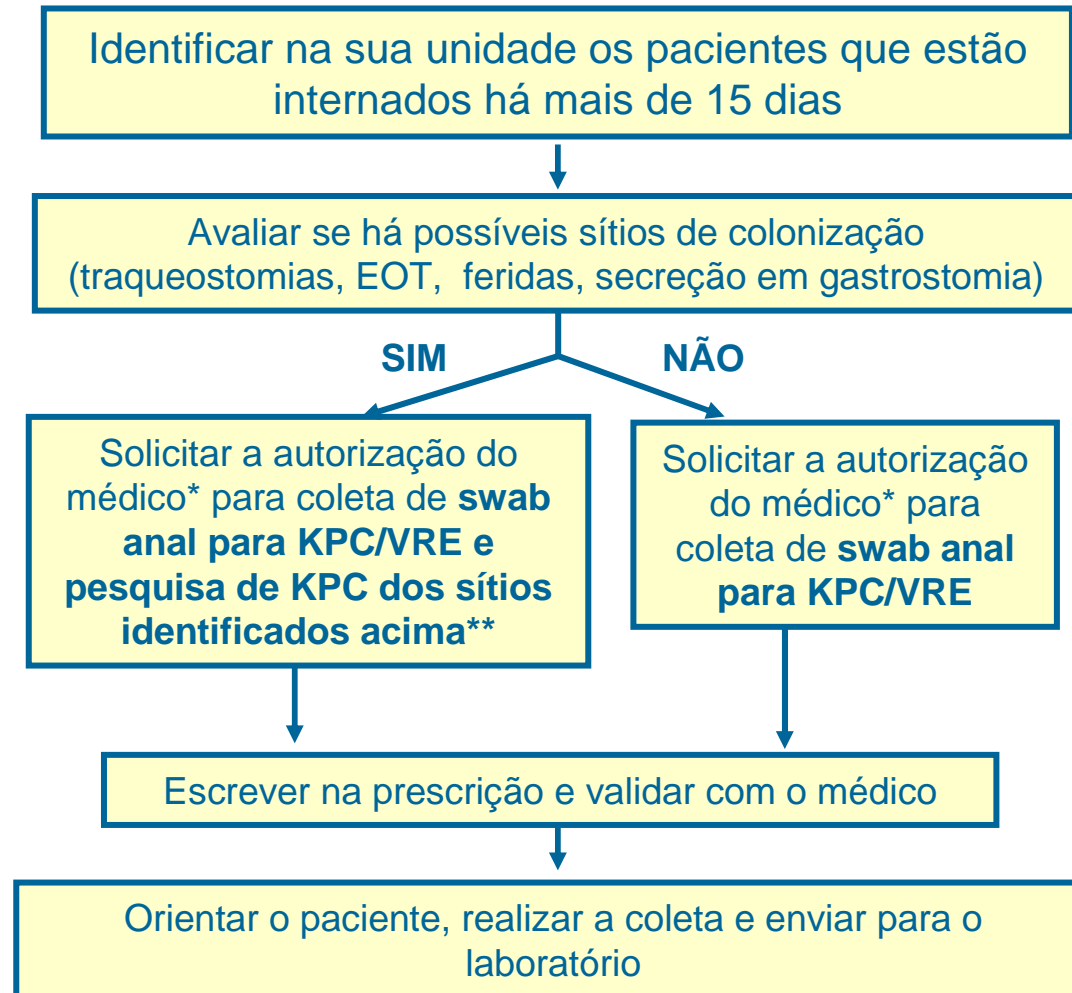 Identificar na sua unidade os pacientes que estão
internados há mais de 15 dias
Avaliar se há possíveis sítios de colonização
(traqueostomias, EOT, feridas, secreção em gastrostomia)
SIM
NÃO
Solicitar a autorização do
médico* para coleta de swab
anal para KPC/VRE e
pesquisa de KPC dos sítios
identificados acima**
Solicitar a autorização
do médico* para
coleta de swab anal
para KPC/VRE
Escrever na prescrição e validar com o médico
Orientar o paciente, realizar a coleta e enviar para o
laboratório